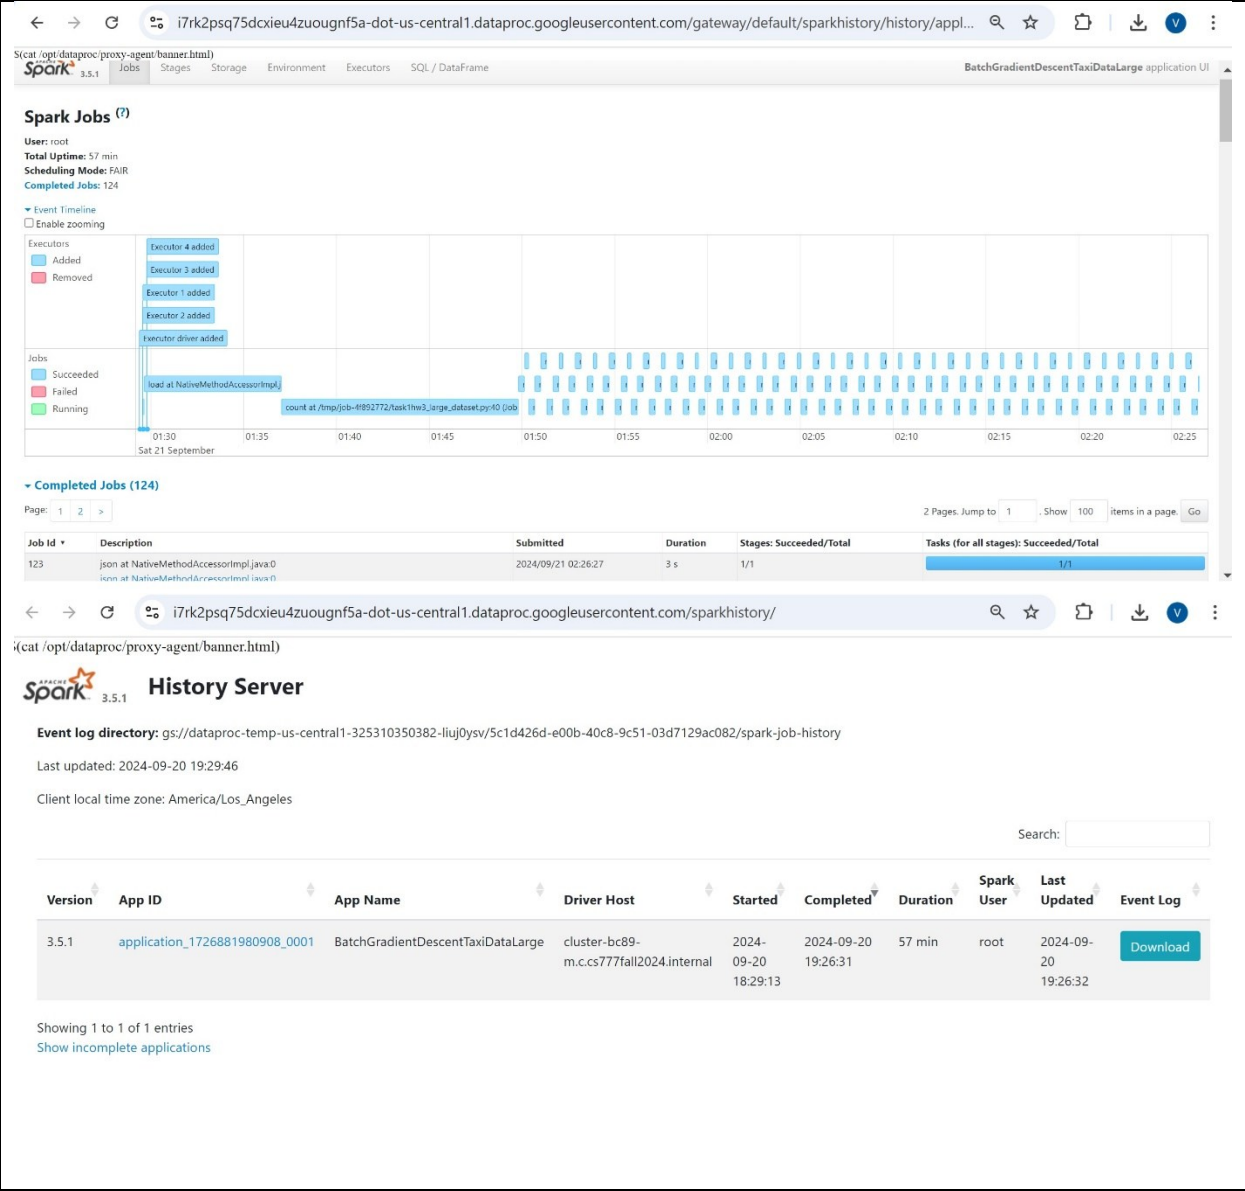 i7rk2psq75dcxieu4zuougnf5a-dot-us-central1.dataproc.googleusercontent.com/gateway/default/sparkhistory/history/appl...
V
$(cat /opt/dataproc/proxy-agent/banner.html)
APACHE Spark 3.5.1 Jobs Stages Storage Environment Executors SQL / DataFrame BatchGradientDescentTaxiDataLarge application UI
Spark Jobs (?)
User: root
Total Uptime: 57 min
Scheduling Mode: FAIR
Completed Jobs: 124
Event Timeline
Enable zooming
Executors
Added
Removed
Executor 4 added
Executor 3 added
Executor 1 added
Executor 2 added
Executor driver added
Jobs
Succeeded
Failed
Running
load at NativeMethodAccessorImpl.j
count at /tmp/job-4f892772/task1hw3_large_dataset.py:40 (Job
01:30 01:35 01:40 01:45 01:50 01:55 02:00 02:05 02:10 02:15 02:20 02:25
Sat 21 September
Completed Jobs (124)
Page: 1 2 > 2 Pages. Jump to 1 . Show 100 items in a page. Go
Job Id Description Submitted Duration Stages: Succeeded/Total Tasks (for all stages): Succeeded/Total
123 json at NativeMethodAccessorImpl.java:0 2024/09/21 02:26:27 3 s 1/1 1/1
json at NativeMethodAccessorImpl.java:0
i7rk2psq75dcxieu4zuougnf5a-dot-us-central1.dataproc.googleusercontent.com/sparkhistory/
V
$(cat /opt/dataproc/proxy-agent/banner.html)
APACHE Spark 3.5.1 History Server
Event log directory: gs://dataproc-temp-us-central1-325310350382-liuj0ysv/5c1d426d-e00b-40c8-9c51-03d7129ac082/spark-job-history
Last updated: 2024-09-20 19:29:46
Client local time zone: America/Los_Angeles
Search:
Version App ID App Name Driver Host Started Completed Duration Spark User Last Updated Event Log
3.5.1 application_1726881980908_0001 BatchGradientDescentTaxiDataLarge cluster-bc89- 2024- 2024-09-20 57 min root 2024-09- Download
m.c.cs777fall2024.internal 09-20 19:26:31 20
18:29:13 19:26:32
Showing 1 to 1 of 1 entries
Show incomplete applications